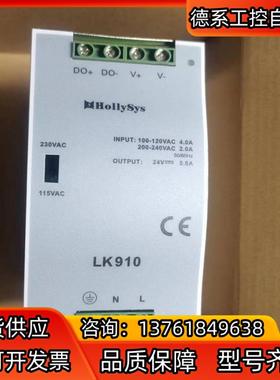 德系工控自
DO+ DO- V+ V-
HollySys
INPUT: 100-120VAC 4.0A
200-240VAC 2.0A
50/60Hz
OUTPUT: 24V
230VAC
115VAC
CE
LK910
N L
货供应
咨询:13761849638
可开发票
品质保障
型号齐